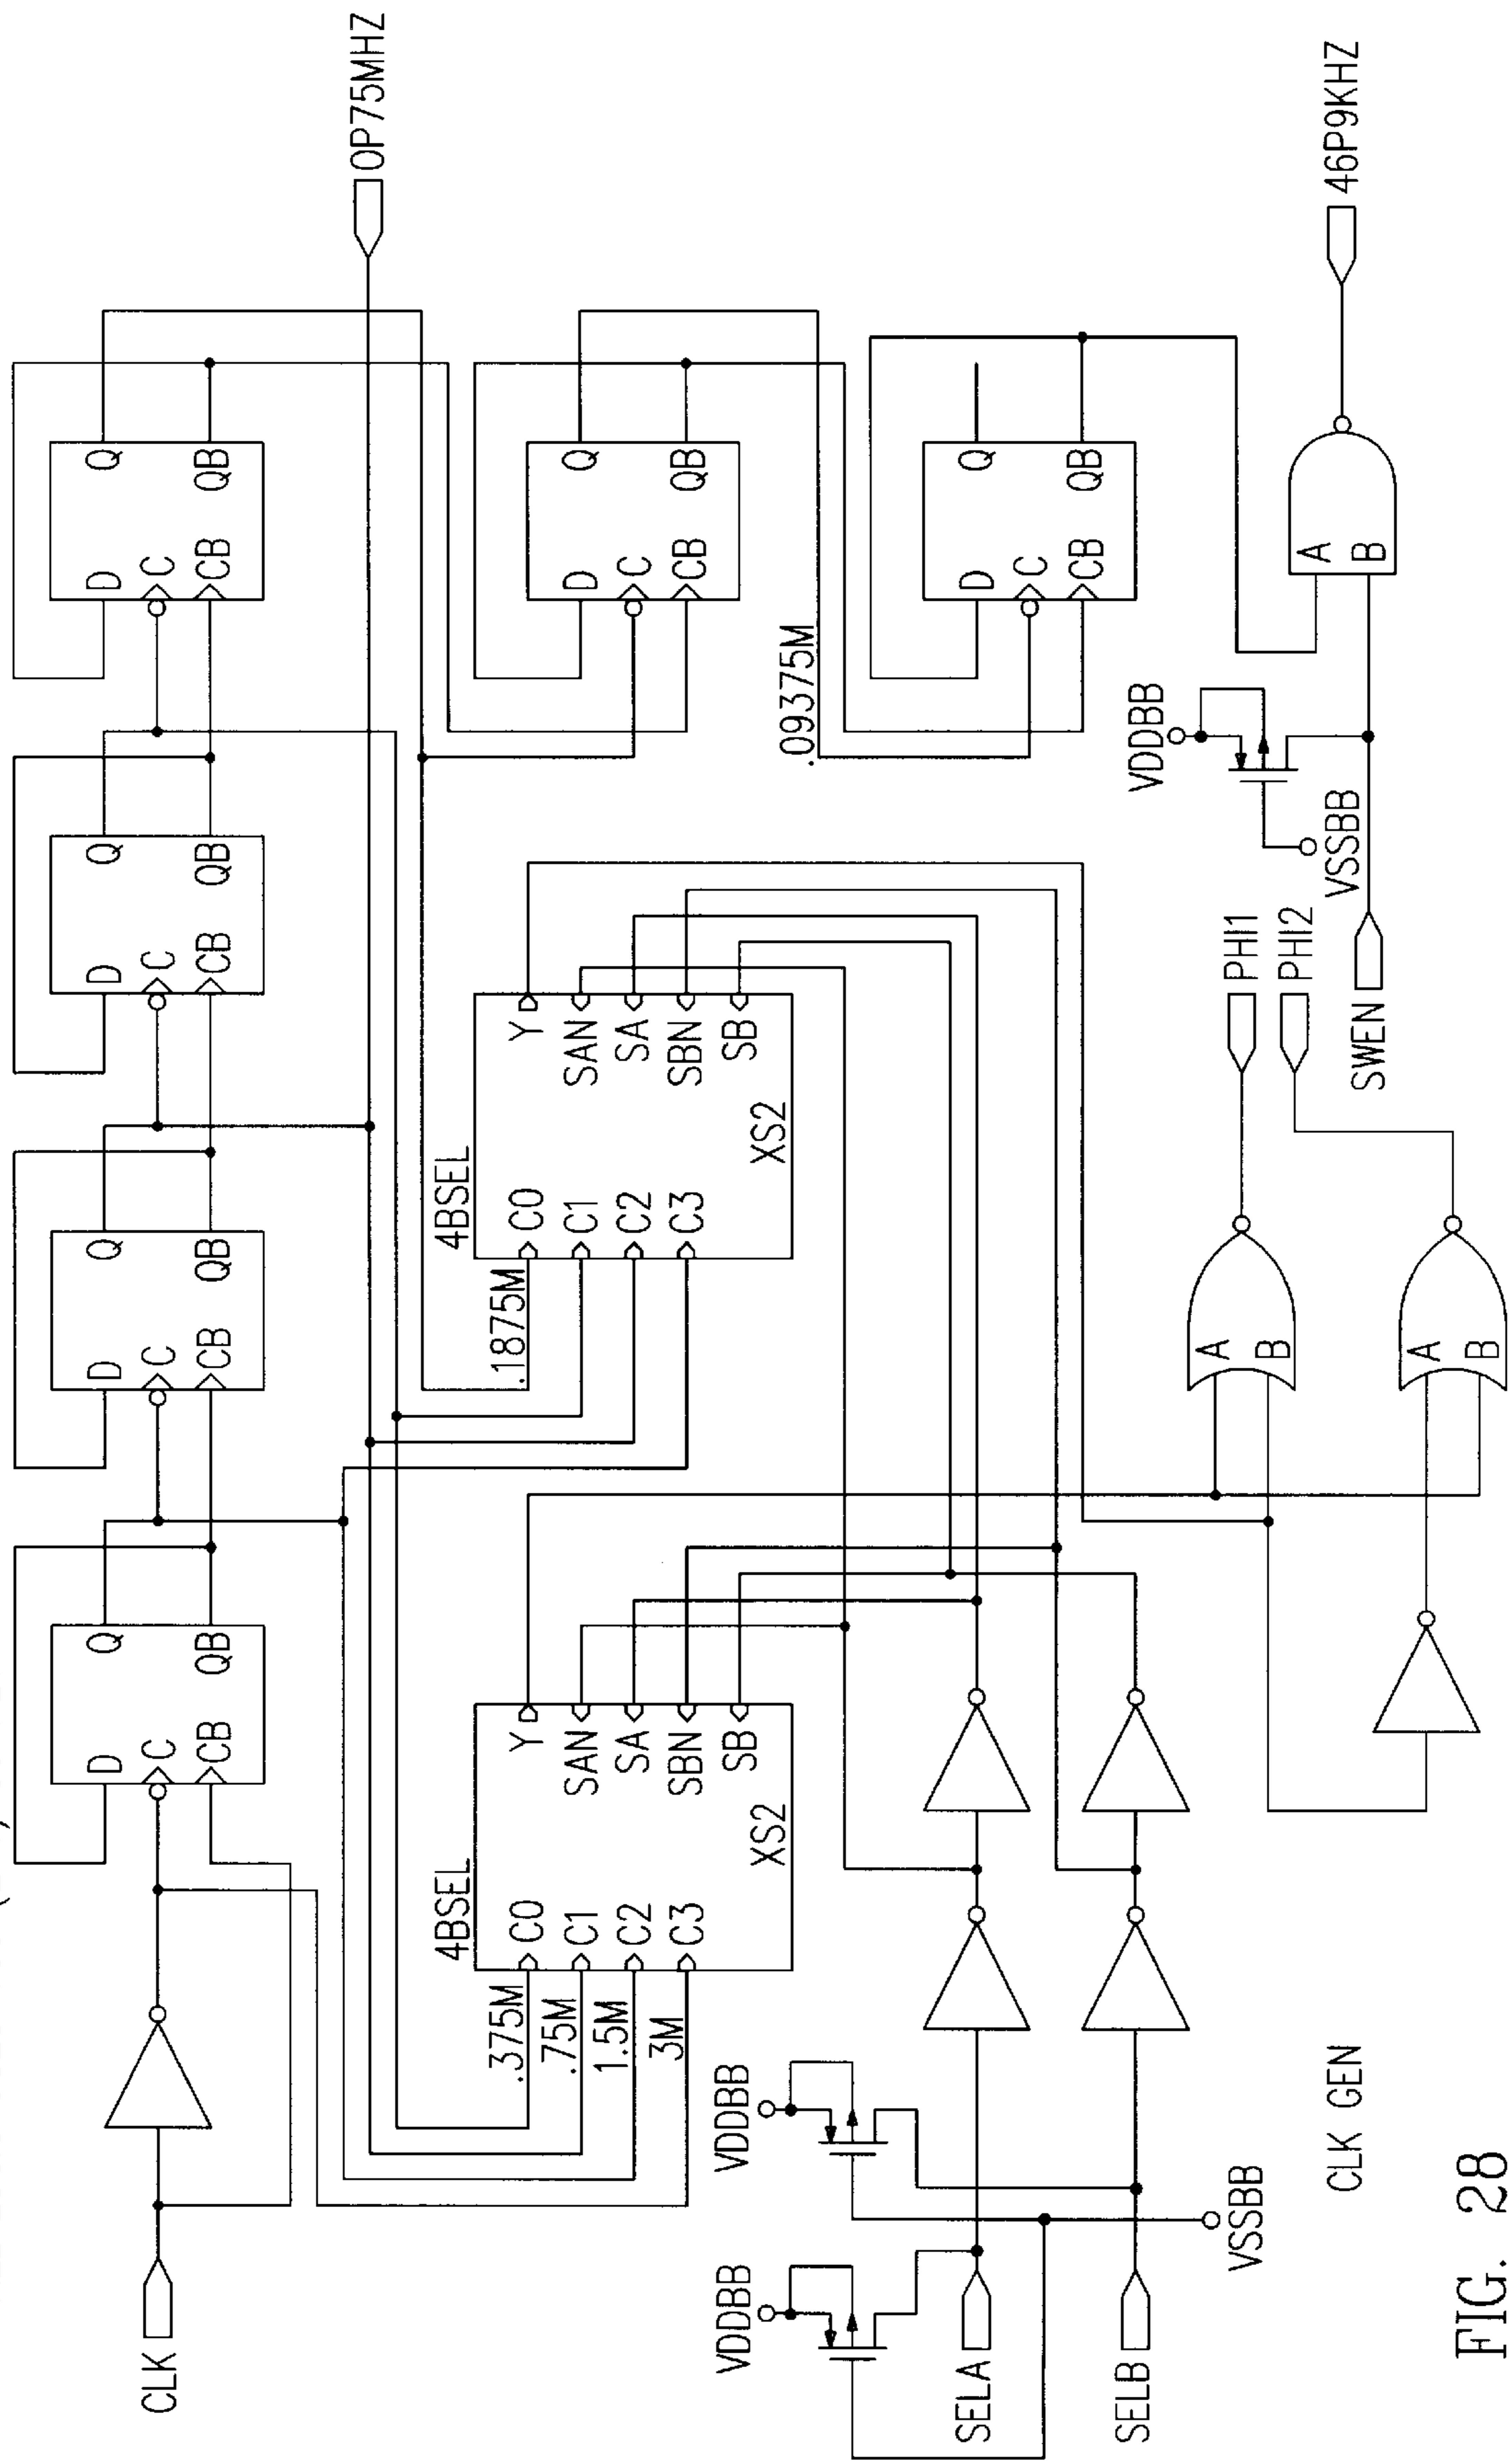 CLK
D
C
CB
Q
QB
D
C
CB
Q
QB
D
C
CB
Q
QB
D
C
CB
Q
QB
0P75MHZ
4BSEL
.375M
.75M
1.5M
3M
C0
C1
C2
C3
Y
SAN
SA
SBN
SB
XS2
4BSEL
.1875M
C0
C1
C2
C3
Y
SAN
SA
SBN
SB
XS2
D
C
CB
Q
QB
.09375M
D
C
CB
Q
QB
VDDBB
VDDBB
SELA
SELB
VSSBB
A
B
PHI1
A
B
PHI2
VDDBB
VSSBB
SWEN
A
B
46P9KHZ
CLK GEN
FIG. 28